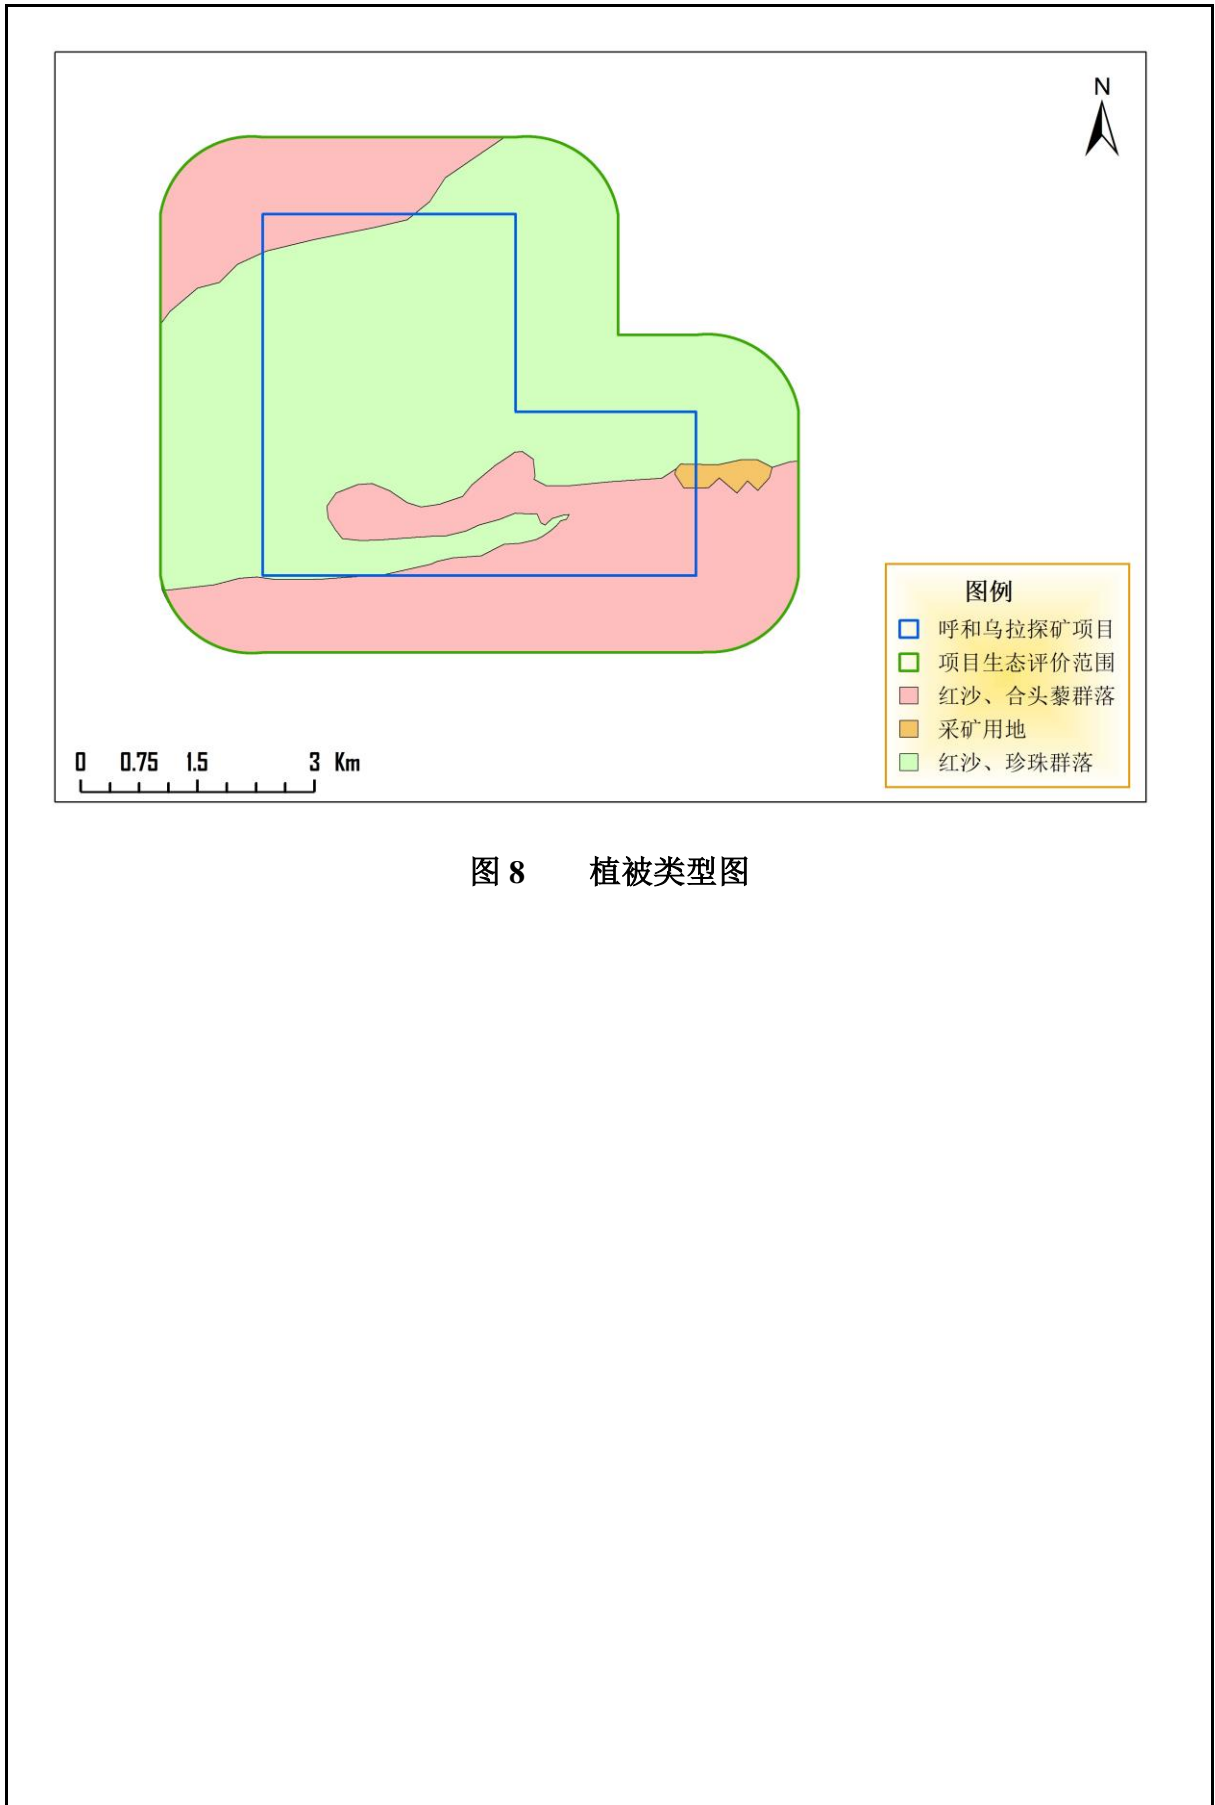 N
图例
呼和乌拉探矿项目
项目生态评价范围
红沙、合头藜群落
采矿用地
红沙、珍珠群落
0 0.75 1.5 3 Km
图 8 植被类型图